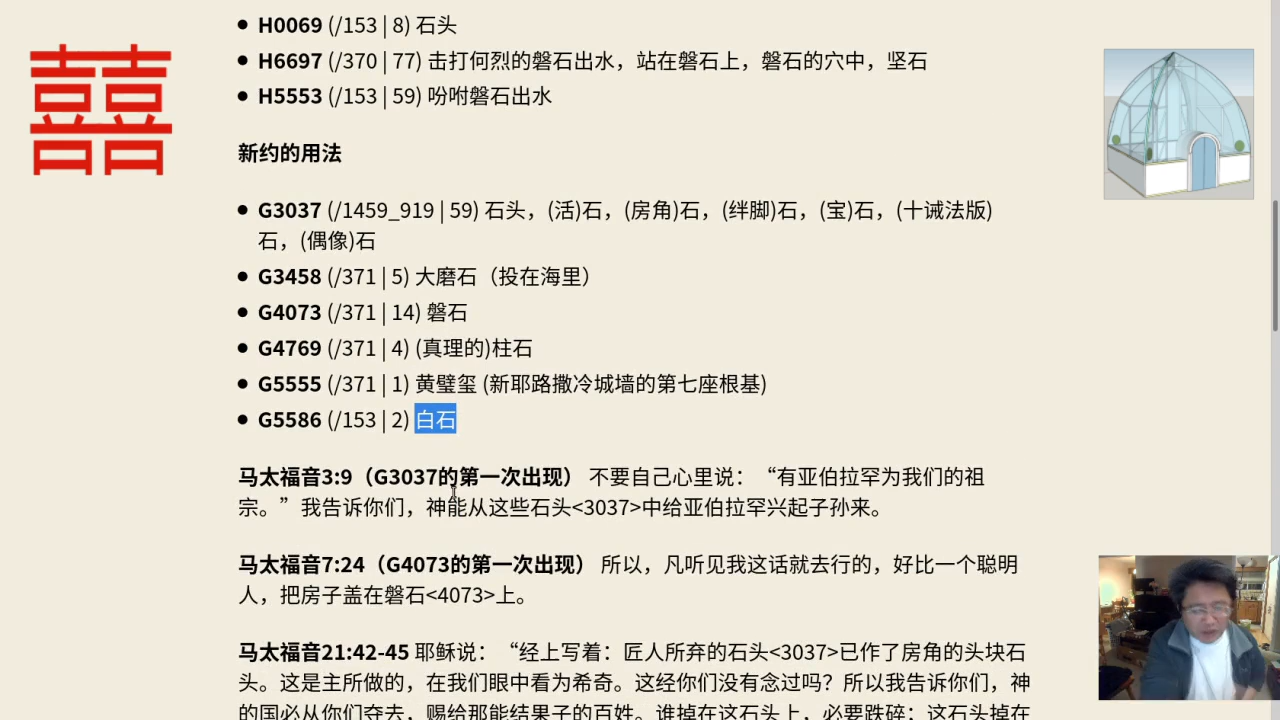 囍
● H0069 (/153 | 8) 石头
● H6697 (/370 | 77) 击打何烈的磐石出水，站在磐石上，磐石的穴中，坚石
● H5553 (/153 | 59) 吩咐磐石出水
新约的用法
● G3037 (/1459_919 | 59) 石头，(活)石，(房角)石，(绊脚)石，(宝)石，(十诫法版)
石，(偶像)石
● G3458 (/371 | 5) 大磨石（投在海里）
● G4073 (/371 | 14) 磐石
● G4769 (/371 | 4) (真理的)柱石
● G5555 (/371 | 1) 黄璧玺 (新耶路撒冷城墙的第七座根基)
● G5586 (/153 | 2) 白石
马太福音3:9（G3037的第一次出现） 不要自己心里说：“有亚伯拉罕为我们的祖
宗。”我告诉你们，神能从这些石头<3037>中给亚伯拉罕兴起子孙来。
马太福音7:24（G4073的第一次出现） 所以，凡听见我这话就去行的，好比一个聪明
人，把房子盖在磐石<4073>上。
马太福音21:42-45 耶稣说：“经上写着：匠人所弃的石头<3037>已作了房角的头块石
头。这是主所做的，在我们眼中看为希奇。这经你们没有念过吗？所以我告诉你们，神
的国必从你们夺去，赐给那能结果子的百姓。谁掉在这石头上，必要跌碎；这石头掉在